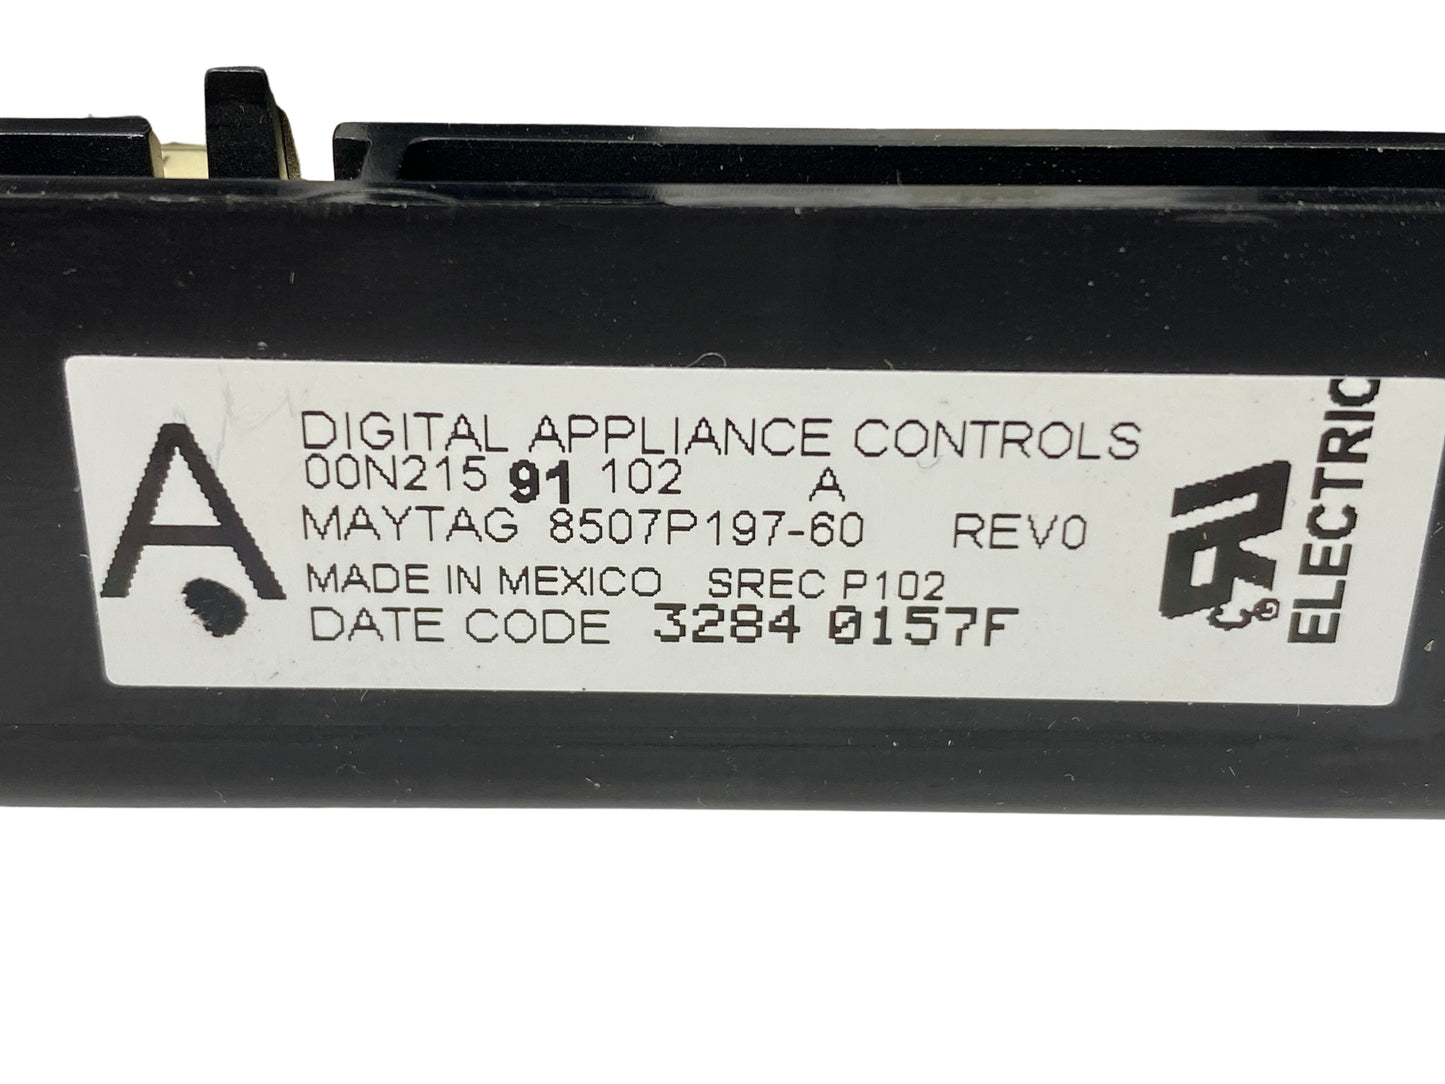 A
DIGITAL APPLIANCE CONTROLS
00N215 91 102 A
MAYTAG 8507P197-60 REV0
MADE IN MEXICO SREC P102
DATE CODE 3284 0157F
c RU ®
ELECTRIC